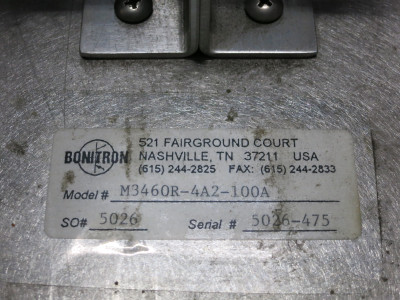 BONITRON
521 FAIRGROUND COURT
NASHVILLE, TN 37211 USA
(615) 244-2825 FAX: (615) 244-2833
Model # M3460R-4A2-100A
SO# 5026 Serial # 5026-475